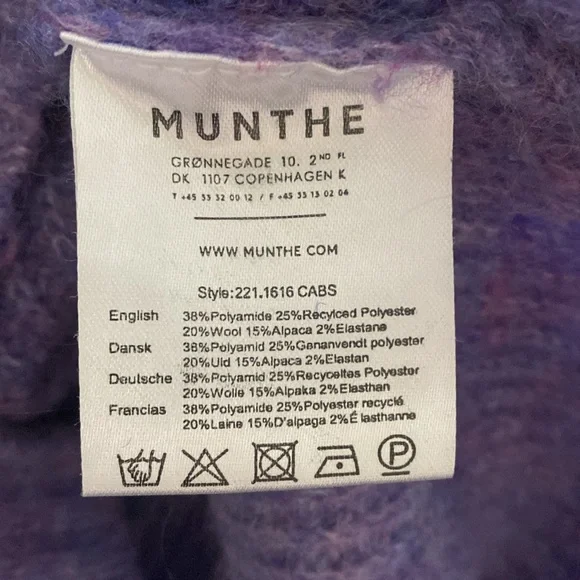 MUNTHE
GRØNNEGADE 10. 2ND FL
DK 1107 COPENHAGEN K
T +45 33 32 00 12 / F +45 33 13 02 06
WWW MUNTHE COM
Style:221.1616 CABS
English 38%Polyamide 25%Recylced Polyester
20%Wool 15%Alpaca 2%Elastane
Dansk 38%Polyamid 25%Genanvendt polyester
20%Uld 15%Alpaca 2%Elastan
Deutsche 38%Polyamid 25%Recyceltes Polyester
20%Wolle 15%Alpaka 2%Elasthan
Francias 38%Polyamide 25%Polyester recyclé
20%Laine 15%D'alpaga 2%Élasthanne
P